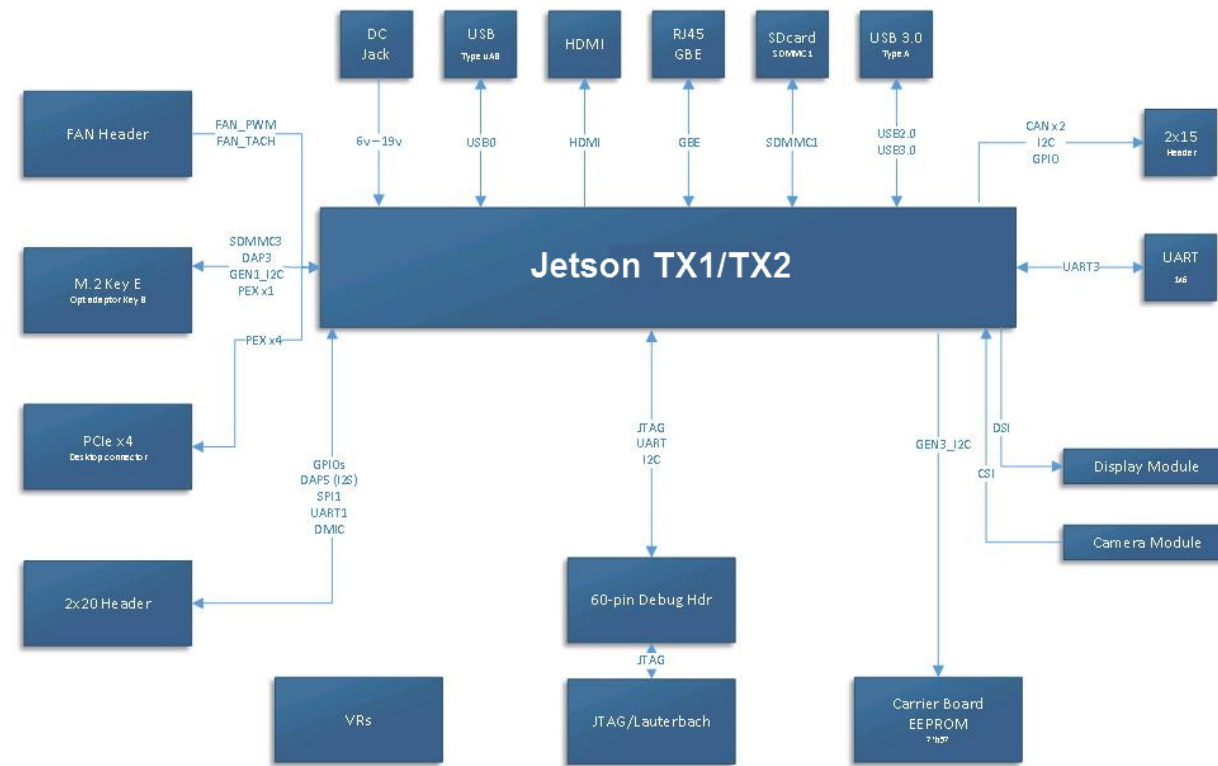 DC
Jack
USB
Type uAB
HDMI
RJ45
GBE
SDcard
SDMMC1
USB 3.0
Type A
FAN Header
FAN_PWM
FAN_TACH
6v–19v
USB0
HDMI
GBE
SDMMC1
USB2.0
USB3.0
CAN x2
I2C
GPIO
2x15
Header
M.2 Key E
Opt adaptor Key B
SDMMC3
DAP3
GEN1_I2C
PEX x1
Jetson TX1/TX2
UART3
UART
1x6
PEX x4
PCIe x4
Desktop connector
GPIOs
DAP5 (I2S)
SPI1
UART1
DMIC
JTAG
UART
I2C
GEN3_I2C
DSI
CSI
Display Module
Camera Module
2x20 Header
60-pin Debug Hdr
JTAG
VRs
JTAG/Lauterbach
Carrier Board
EEPROM
7'h57